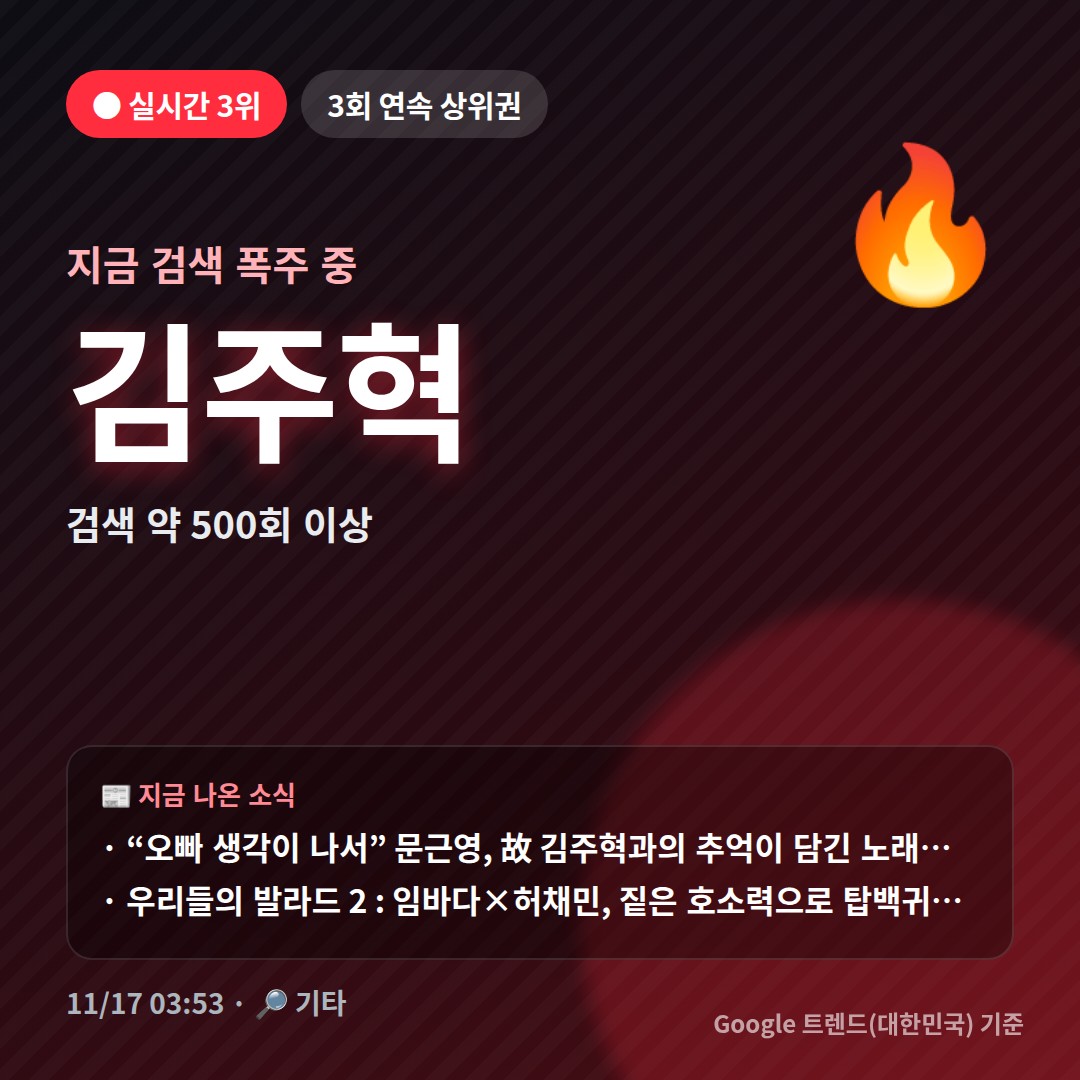 실시간 3위
3회 연속 상위권
지금 검색 폭주 중
김주혁
검색 약 500회 이상
지금 나온 소식
· “오빠 생각이 나서” 문근영, 故 김주혁과의 추억이 담긴 노래…
· 우리들의 발라드 2 : 임바다×허채민, 짙은 호소력으로 탑백귀…
11/17 03:53 · 🔎 기타
Google 트렌드(대한민국) 기준